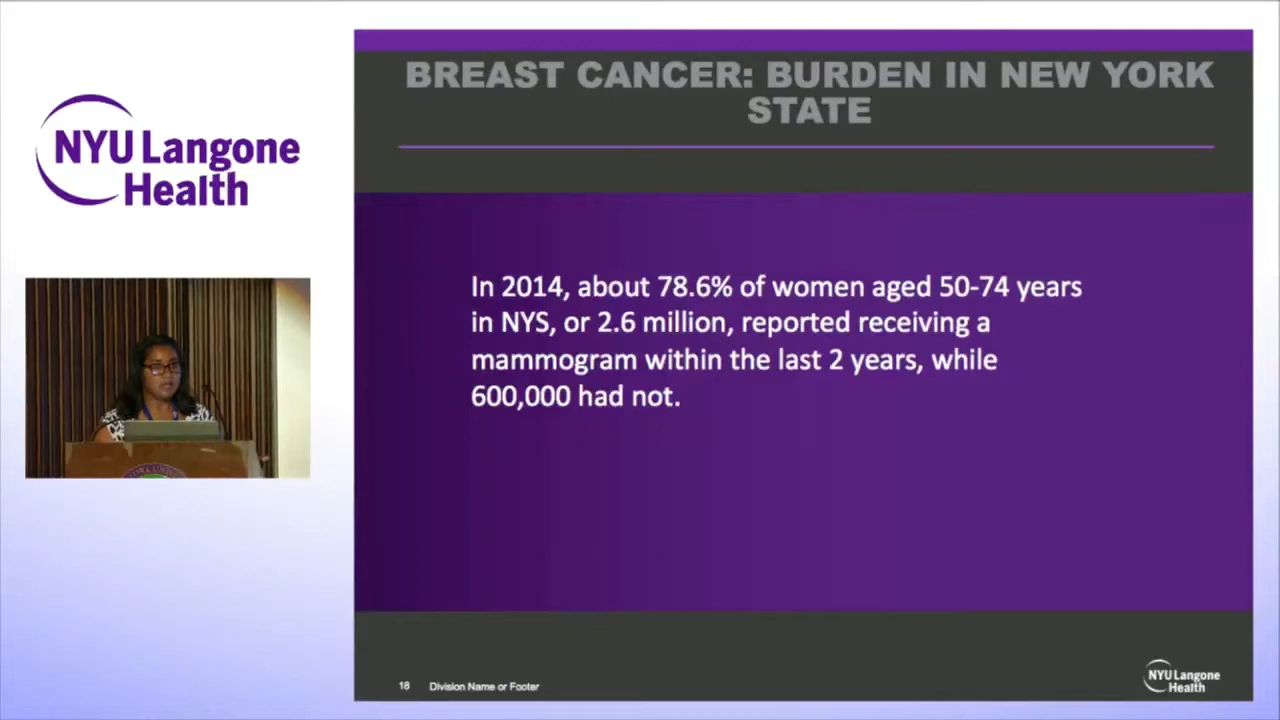 NYU Langone
Health
BREAST CANCER: BURDEN IN NEW YORK
STATE
In 2014, about 78.6% of women aged 50-74 years
in NYS, or 2.6 million, reported receiving a
mammogram within the last 2 years, while
600,000 had not.
18 Division Name or Footer
NYU Langone
Health